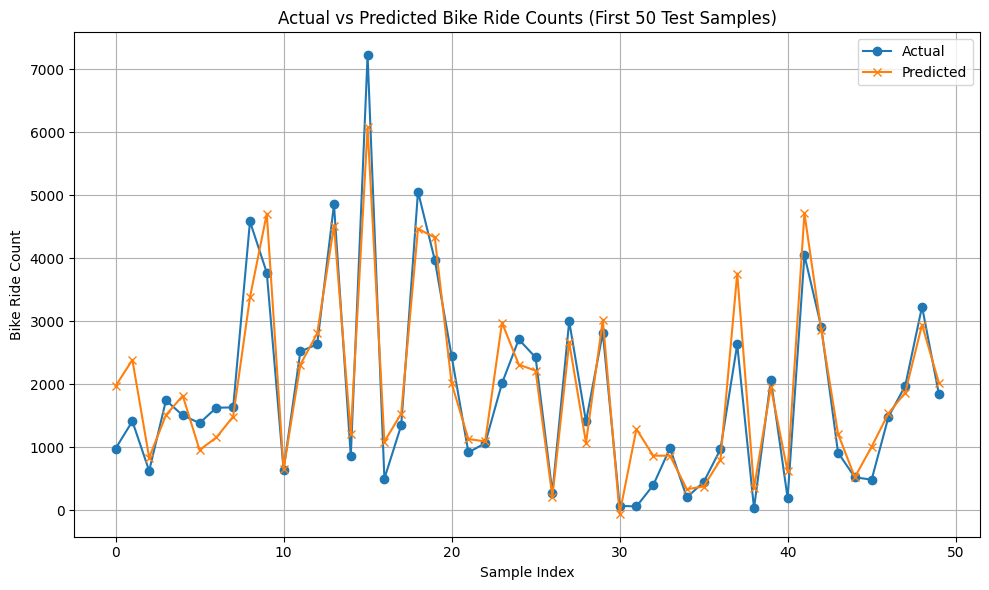 Actual vs Predicted Bike Ride Counts (First 50 Test Samples)
Actual
Predicted
Bike Ride Count
7000
6000
5000
4000
3000
2000
1000
0
0 10 20 30 40 50
Sample Index